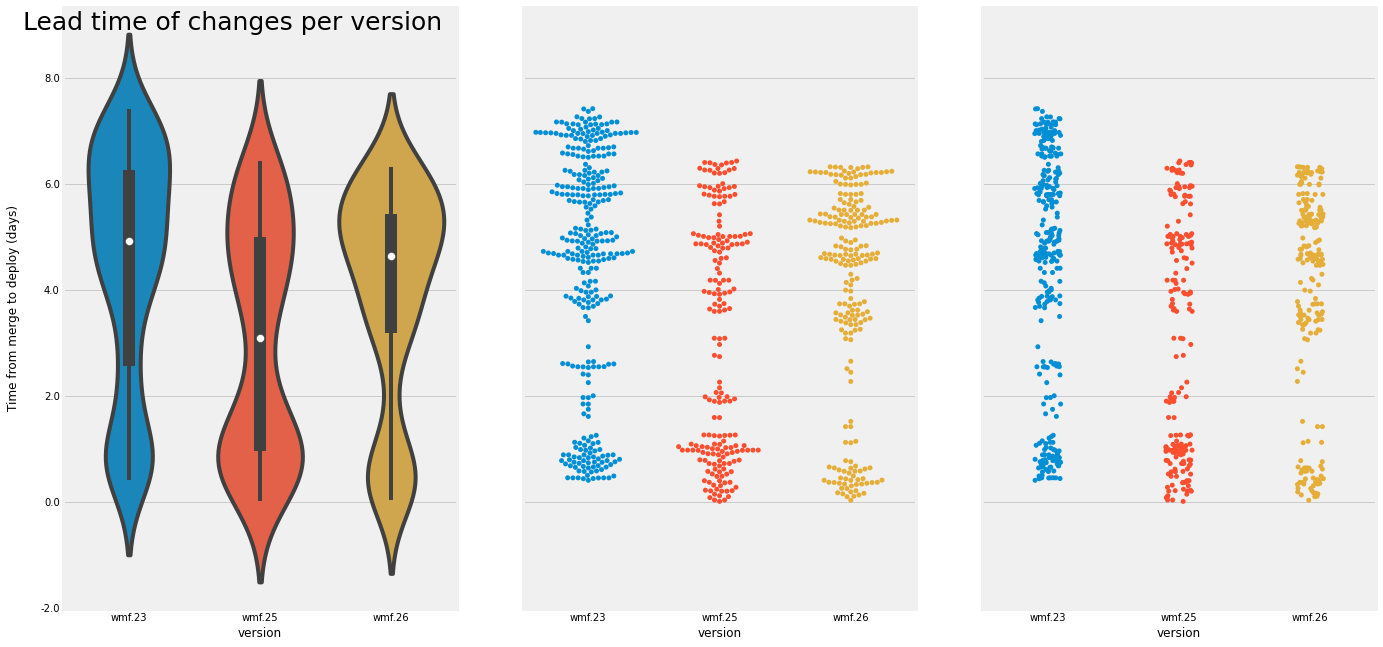 Lead time of changes per version
Time from merge to deploy (days)
8.0
6.0
4.0
2.0
0.0
-2.0
wmf.23 wmf.25 wmf.26
version
wmf.23 wmf.25 wmf.26
version
wmf.23 wmf.25 wmf.26
version